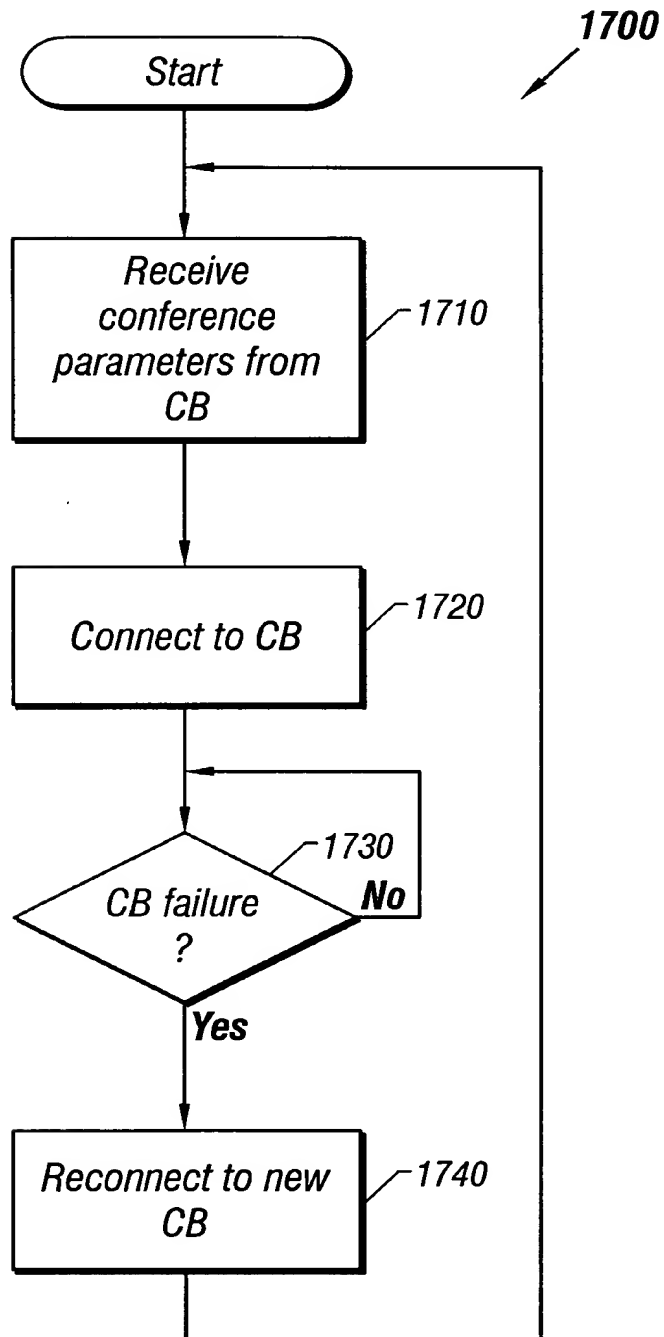 1700
Start
Receive
conference
parameters from
CB
1710
Connect to CB
1720
1730
CB failure
?
No
Yes
Reconnect to new
CB
1740